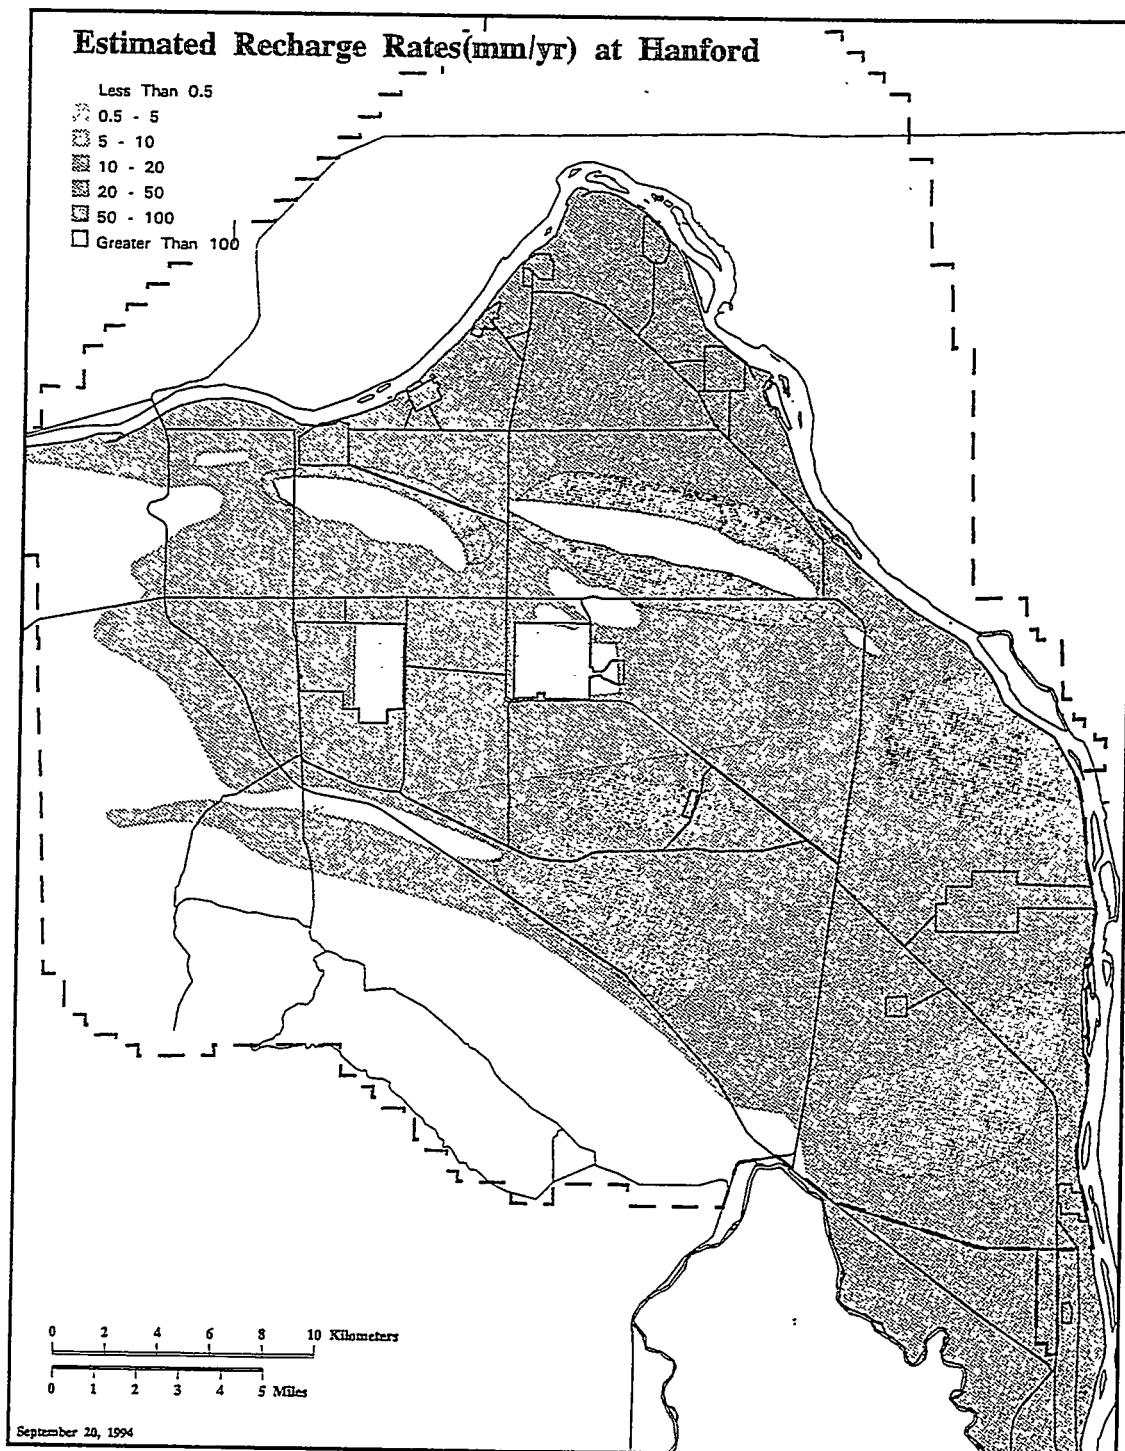 Estimated Recharge Rates(mm/yr) at Hanford
Less Than 0.5
0.5 - 5
5 - 10
10 - 20
20 - 50
50 - 100
Greater Than 100
0 2 4 6 8 10 Kilometers
0 1 2 3 4 5 Miles
September 20, 1994